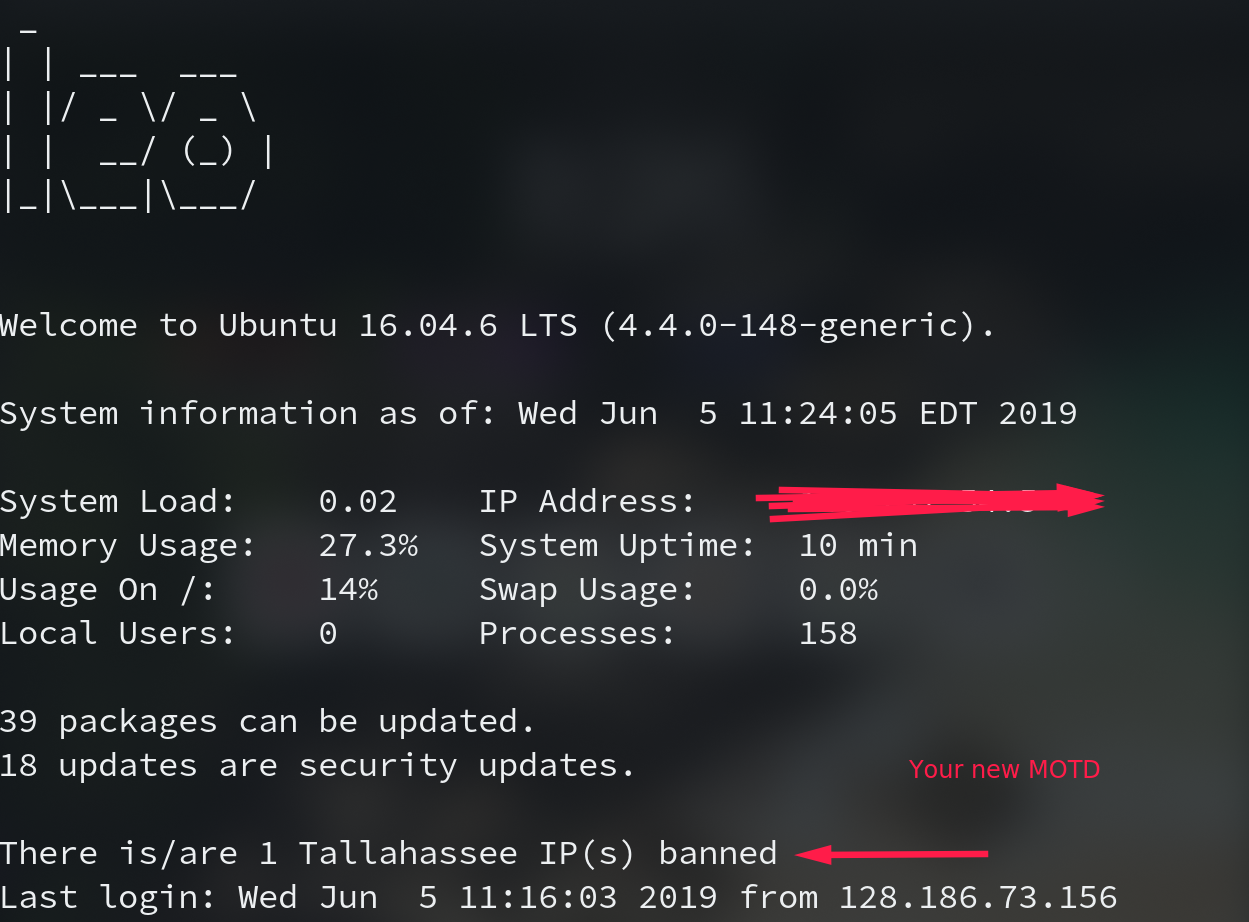 _
| | ___  ___
| |/ _ \/ _ \
| |  __/ (_) |
|_|\___|\___/
Welcome to Ubuntu 16.04.6 LTS (4.4.0-148-generic).
System information as of: Wed Jun  5 11:24:05 EDT 2019
System Load:    0.02    IP Address:
Memory Usage:   27.3%   System Uptime:  10 min
Usage On /:     14%     Swap Usage:     0.0%
Local Users:    0       Processes:      158
39 packages can be updated.
18 updates are security updates.
Your new MOTD
There is/are 1 Tallahassee IP(s) banned
Last login: Wed Jun  5 11:16:03 2019 from 128.186.73.156